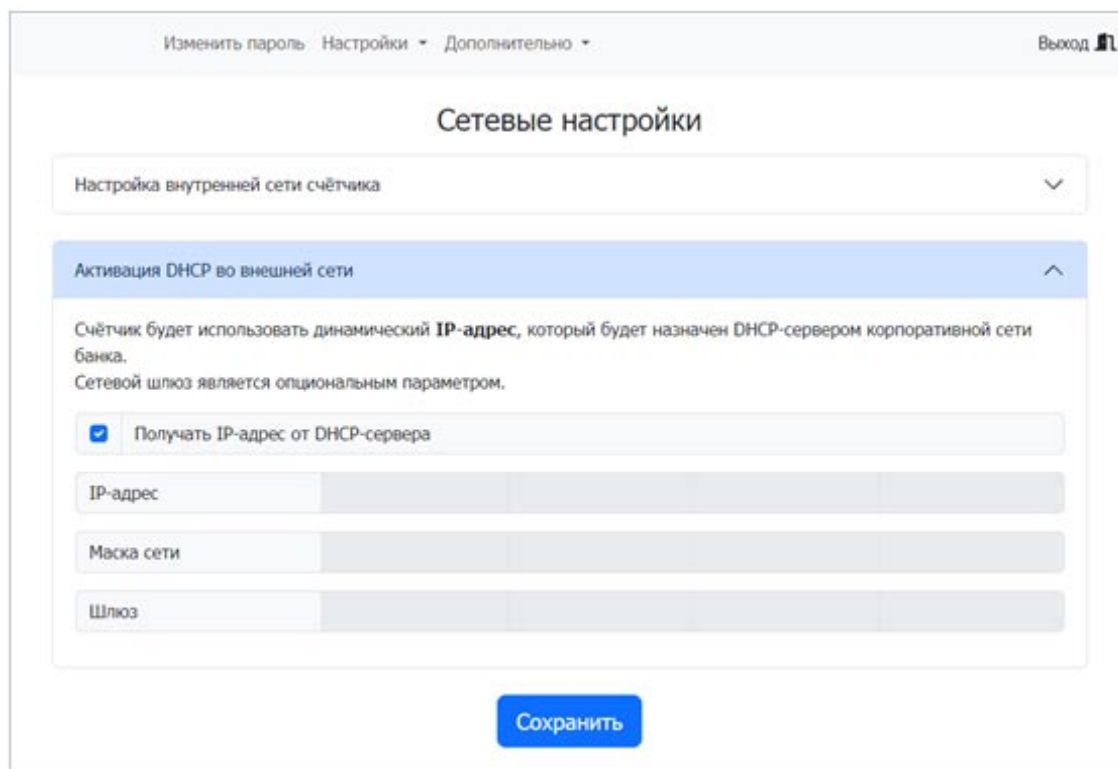 Изменить пароль Настройки Дополнительно Выход
Сетевые настройки
Настройка внутренней сети счётчика
Активация DHCP во внешней сети
Счётчик будет использовать динамический IP-адрес, который будет назначен DHCP-сервером корпоративной сети
банка.
Сетевой шлюз является опциональным параметром.
Получать IP-адрес от DHCP-сервера
IP-адрес
Маска сети
Шлюз
Сохранить